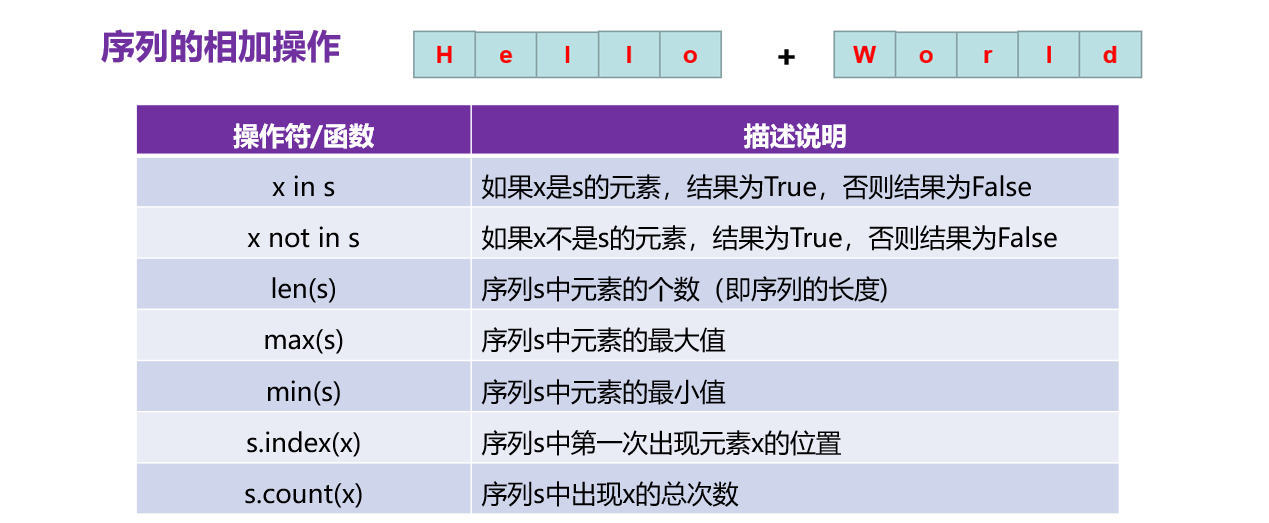 序列的相加操作
H e l l o + W o r l d
操作符/函数 描述说明
x in s 如果x是s的元素，结果为True，否则结果为False
x not in s 如果x不是s的元素，结果为True，否则结果为False
len(s) 序列s中元素的个数（即序列的长度)
max(s) 序列s中元素的最大值
min(s) 序列s中元素的最小值
s.index(x) 序列s中第一次出现元素x的位置
s.count(x) 序列s中出现x的总次数